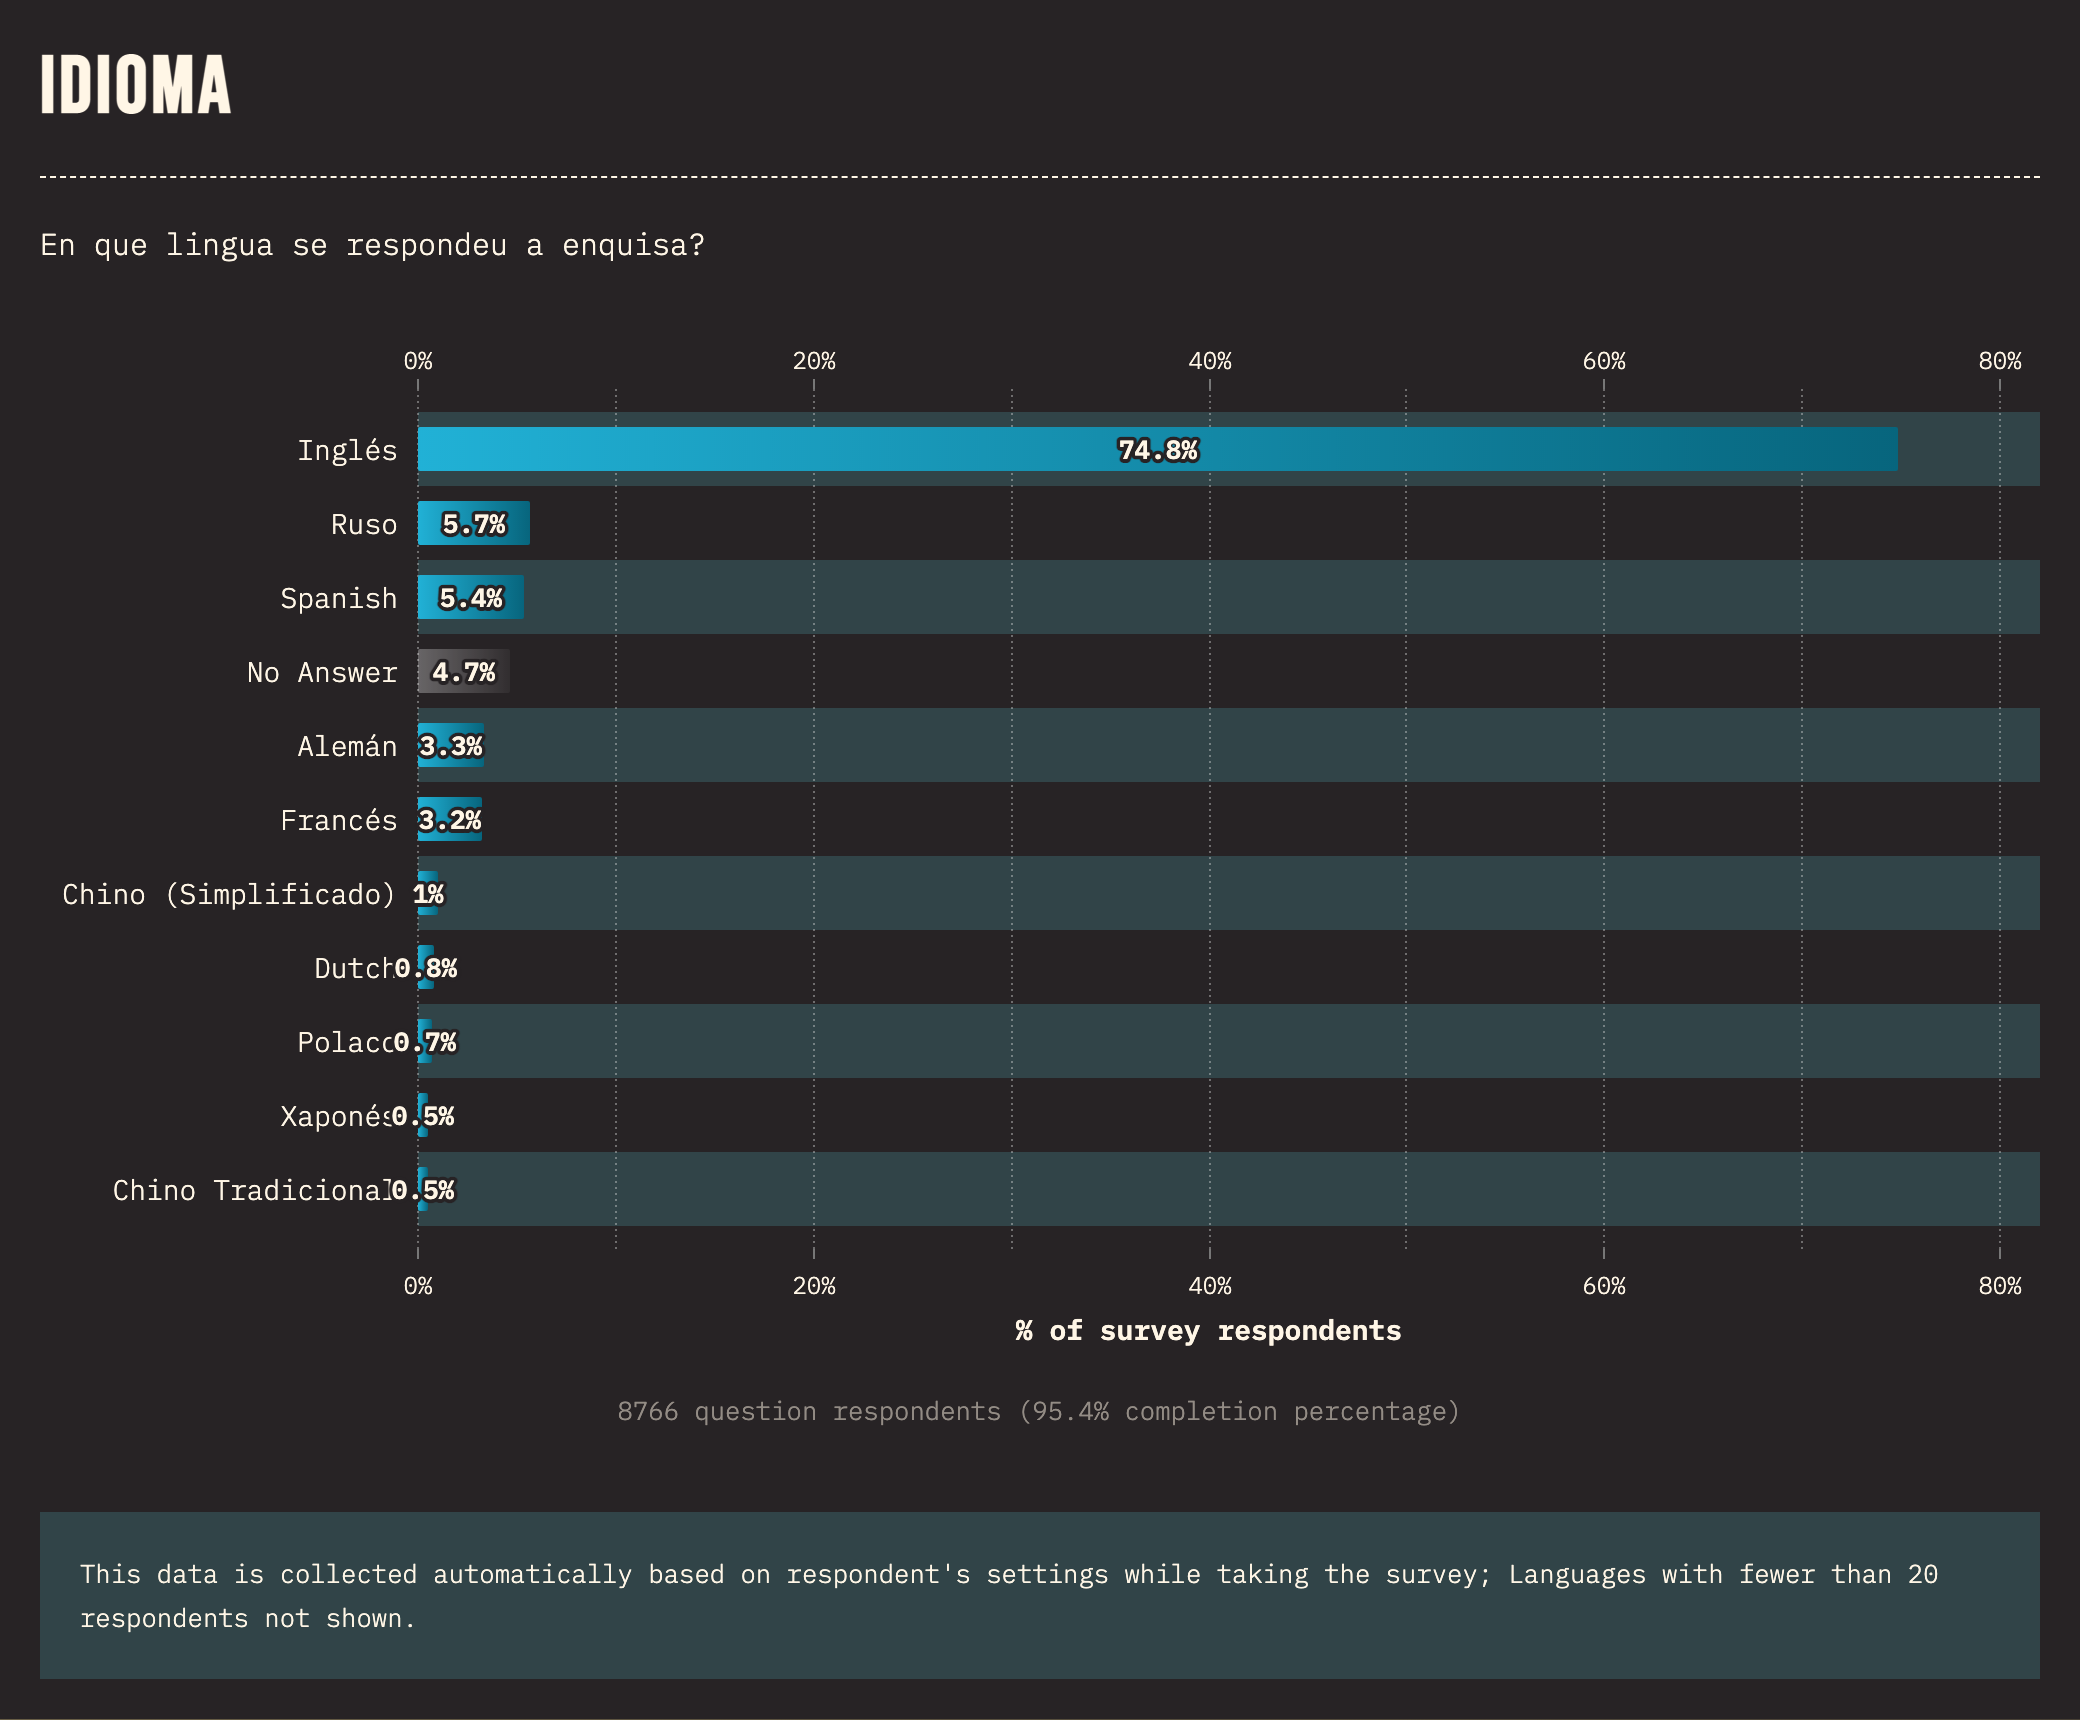 IDIOMA
En que lingua se respondeu a enquisa?
0% 20% 40% 60% 80%
Inglés 74.8%
Ruso 5.7%
Spanish 5.4%
No Answer 4.7%
Alemán 3.3%
Francés 3.2%
Chino (Simplificado) 1%
Dutch 0.8%
Polaco 0.7%
Xaponés 0.5%
Chino Tradicional 0.5%
0% 20% 40% 60% 80%
% of survey respondents
8766 question respondents (95.4% completion percentage)
This data is collected automatically based on respondent's settings while taking the survey; Languages with fewer than 20
respondents not shown.